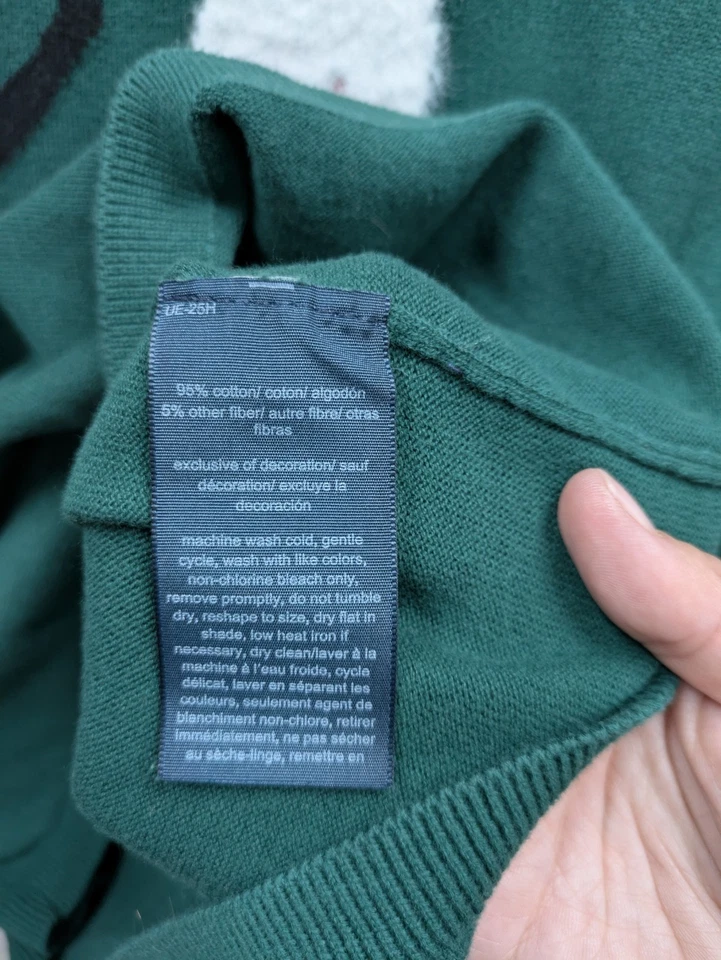 UE-25H
95% cotton/ coton/ algodón
5% other fiber/ autre fibre/ otras
fibras
exclusive of decoration/ sauf
décoration/ excluye la
decoración
machine wash cold, gentle
cycle, wash with like colors,
non-chlorine bleach only,
remove promptly, do not tumble
dry, reshape to size, dry flat in
shade, low heat iron if
necessary, dry clean/laver à la
machine à l'eau froide, cycle
délicat, laver en séparant les
couleurs, seulement agent de
blanchiment non-chlore, retirer
immédiatement, ne pas sécher
au sèche-linge, remettre en